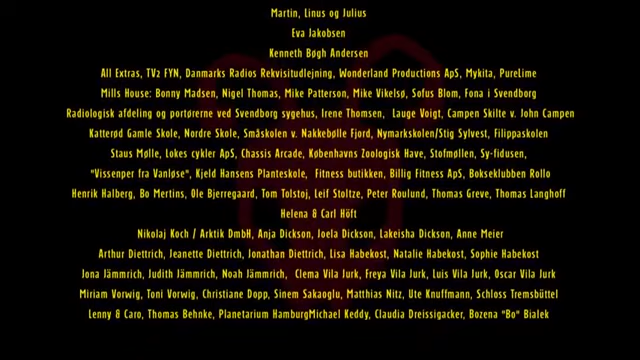 Martin, Linus og Julius
Eva Jakobsen
Kenneth Bøgh Andersen
All Extras, TV2 FYN, Danmarks Radios Rekvisitudlejning, Wonderland Productions ApS, Mykita, PureLime
Mills House: Bonny Madsen, Nigel Thomas, Mike Patterson, Mike Vikelsø, Sofus Blom, Fona i Svendborg
Radiologisk afdeling og portørerne ved Svendborg sygehus, Irene Thomsen, Lauge Voigt, Campen Skilte v. John Campen
Katterød Gamle Skole, Nordre Skole, Småskolen v. Nakkebølle Fjord, Nymarkskolen/Stig Sylvest, Filippaskolen
Staus Mølle, Lokes cykler ApS, Chassis Arcade, Københavns Zoologisk Have, Stofmøllen, Sy-fidusen,
"Vissenper fra Vanløse", Kjeld Hansens Planteskole, Fitness butikken, Billig Fitness ApS, Bokseklubben Rollo
Henrik Halberg, Bo Mertins, Ole Bjerregaard, Tom Tolstoj, Leif Stoltze, Peter Roulund, Thomas Greve, Thomas Langhoff
Helena & Carl Höft
Nikolaj Koch / Arktik DmbH, Anja Dickson, Joela Dickson, Lakeisha Dickson, Anne Meier
Arthur Diettrich, Jeanette Diettrich, Jonathan Diettrich, Lisa Habekost, Natalie Habekost, Sophie Habekost
Jona Jämmrich, Judith Jämmrich, Noah Jämmrich, Clema Vila Jurk, Freya Vila Jurk, Luis Vila Jurk, Oscar Vila Jurk
Miriam Vorwig, Toni Vorwig, Christiane Dopp, Sinem Sakaoglu, Matthias Nitz, Ute Knuffmann, Schloss Tremsbüttel
Lenny & Caro, Thomas Behnke, Planetarium HamburgMichael Keddy, Claudia Dreissigacker, Bozena "Bo" Bialek